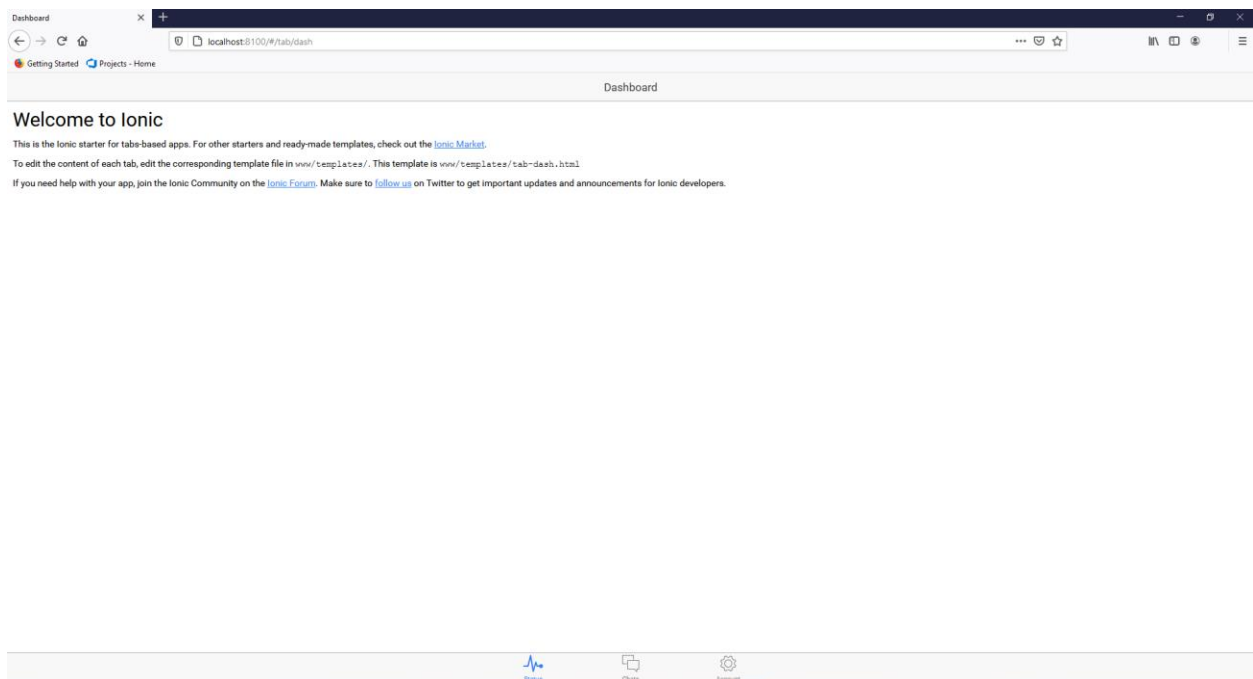 Dashboard
localhost:8100/#/tab/dash
Getting Started Projects - Home
Dashboard
Welcome to Ionic
This is the Ionic starter for tabs-based apps. For other starters and ready-made templates, check out the Ionic Market.
To edit the content of each tab, edit the corresponding template file in www/templates/. This template is www/templates/tab-dash.html
If you need help with your app, join the Ionic Community on the Ionic Forum. Make sure to follow us on Twitter to get important updates and announcements for Ionic developers.
Status Chats Account